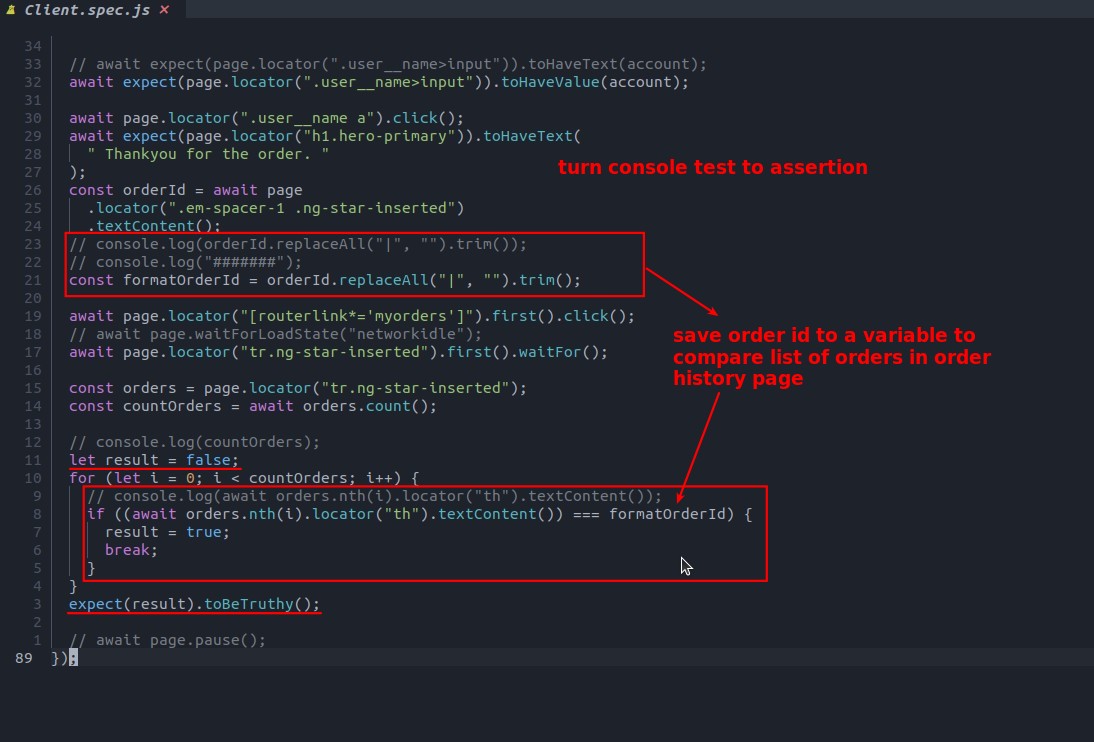 Client.spec.js ×
34
33 // await expect(page.locator(".user__name>input")).toHaveText(account);
32 await expect(page.locator(".user__name>input")).toHaveValue(account);
31
30 await page.locator(".user__name a").click();
29 await expect(page.locator("h1.hero-primary")).toHaveText(
28 " Thankyou for the order. "
27 );
turn console test to assertion
26 const orderId = await page
25 .locator(".em-spacer-1 .ng-star-inserted")
24 .textContent();
23 // console.log(orderId.replaceAll("|", "").trim());
22 // console.log("#######");
21 const formatOrderId = orderId.replaceAll("|", "").trim();
20
19 await page.locator("[routerlink*='myorders']").first().click();
18 // await page.waitForLoadState("networkidle");
17 await page.locator("tr.ng-star-inserted").first().waitFor();
save order id to a variable to
compare list of orders in order
history page
16
15 const orders = page.locator("tr.ng-star-inserted");
14 const countOrders = await orders.count();
13
12 // console.log(countOrders);
11 let result = false;
10 for (let i = 0; i < countOrders; i++) {
9 // console.log(await orders.nth(i).locator("th").textContent());
8 if ((await orders.nth(i).locator("th").textContent()) === formatOrderId) {
7 result = true;
6 break;
5 }
4 }
3 expect(result).toBeTruthy();
2
1 // await page.pause();
89 });